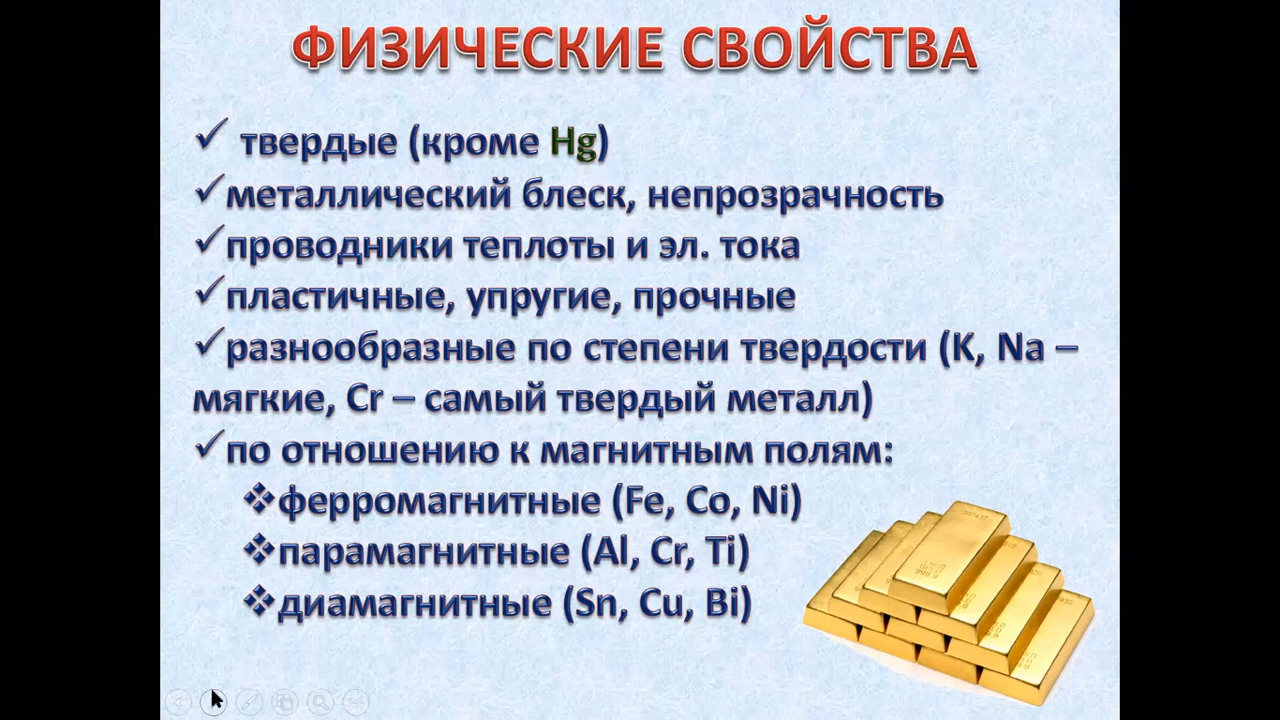 ФИЗИЧЕСКИЕ СВОЙСТВА
✓ твердые (кроме Hg)
✓металлический блеск, непрозрачность
✓проводники теплоты и эл. тока
✓пластичные, упругие, прочные
✓разнообразные по степени твердости (K, Na –
мягкие, Cr – самый твердый металл)
✓по отношению к магнитным полям:
❖ферромагнитные (Fe, Co, Ni)
❖парамагнитные (Al, Cr, Ti)
❖диамагнитные (Sn, Cu, Bi)